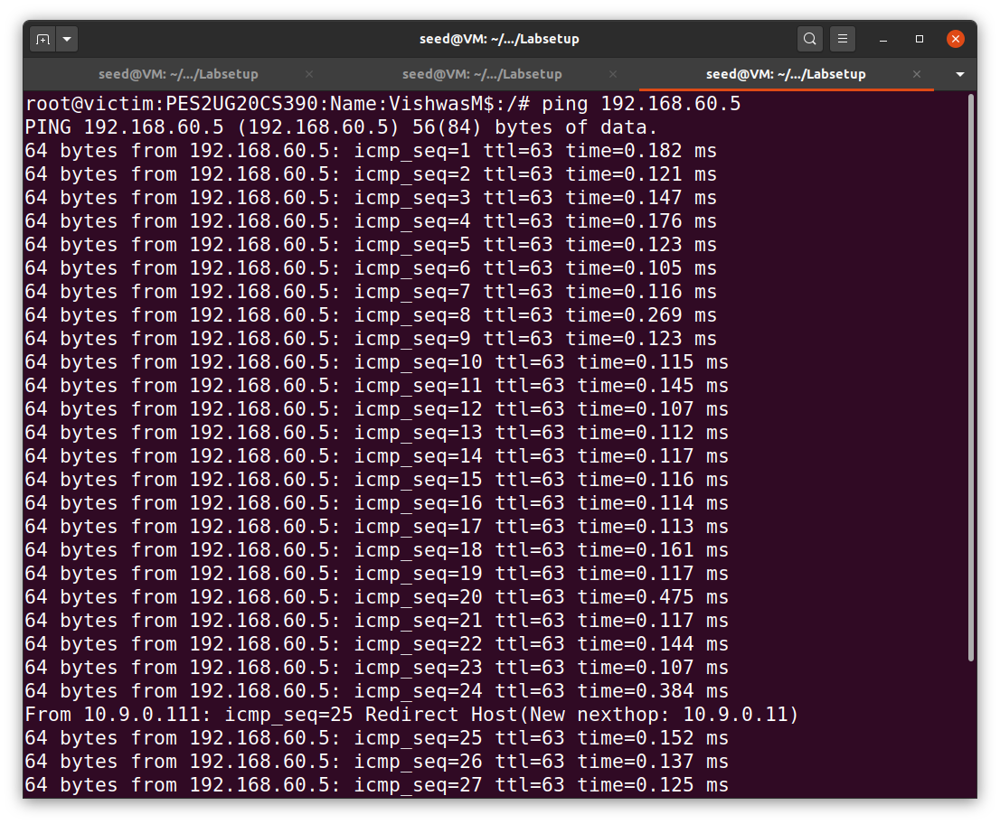 seed@VM: ~/.../Labsetup
seed@VM: ~/.../Labsetup
seed@VM: ~/.../Labsetup
seed@VM: ~/.../Labsetup
root@victim:PES2UG20CS390:Name:VishwasM$:/# ping 192.168.60.5
PING 192.168.60.5 (192.168.60.5) 56(84) bytes of data.
64 bytes from 192.168.60.5: icmp_seq=1 ttl=63 time=0.182 ms
64 bytes from 192.168.60.5: icmp_seq=2 ttl=63 time=0.121 ms
64 bytes from 192.168.60.5: icmp_seq=3 ttl=63 time=0.147 ms
64 bytes from 192.168.60.5: icmp_seq=4 ttl=63 time=0.176 ms
64 bytes from 192.168.60.5: icmp_seq=5 ttl=63 time=0.123 ms
64 bytes from 192.168.60.5: icmp_seq=6 ttl=63 time=0.105 ms
64 bytes from 192.168.60.5: icmp_seq=7 ttl=63 time=0.116 ms
64 bytes from 192.168.60.5: icmp_seq=8 ttl=63 time=0.269 ms
64 bytes from 192.168.60.5: icmp_seq=9 ttl=63 time=0.123 ms
64 bytes from 192.168.60.5: icmp_seq=10 ttl=63 time=0.115 ms
64 bytes from 192.168.60.5: icmp_seq=11 ttl=63 time=0.145 ms
64 bytes from 192.168.60.5: icmp_seq=12 ttl=63 time=0.107 ms
64 bytes from 192.168.60.5: icmp_seq=13 ttl=63 time=0.112 ms
64 bytes from 192.168.60.5: icmp_seq=14 ttl=63 time=0.117 ms
64 bytes from 192.168.60.5: icmp_seq=15 ttl=63 time=0.116 ms
64 bytes from 192.168.60.5: icmp_seq=16 ttl=63 time=0.114 ms
64 bytes from 192.168.60.5: icmp_seq=17 ttl=63 time=0.113 ms
64 bytes from 192.168.60.5: icmp_seq=18 ttl=63 time=0.161 ms
64 bytes from 192.168.60.5: icmp_seq=19 ttl=63 time=0.117 ms
64 bytes from 192.168.60.5: icmp_seq=20 ttl=63 time=0.475 ms
64 bytes from 192.168.60.5: icmp_seq=21 ttl=63 time=0.117 ms
64 bytes from 192.168.60.5: icmp_seq=22 ttl=63 time=0.144 ms
64 bytes from 192.168.60.5: icmp_seq=23 ttl=63 time=0.107 ms
64 bytes from 192.168.60.5: icmp_seq=24 ttl=63 time=0.384 ms
From 10.9.0.111: icmp_seq=25 Redirect Host(New nexthop: 10.9.0.11)
64 bytes from 192.168.60.5: icmp_seq=25 ttl=63 time=0.152 ms
64 bytes from 192.168.60.5: icmp_seq=26 ttl=63 time=0.137 ms
64 bytes from 192.168.60.5: icmp_seq=27 ttl=63 time=0.125 ms